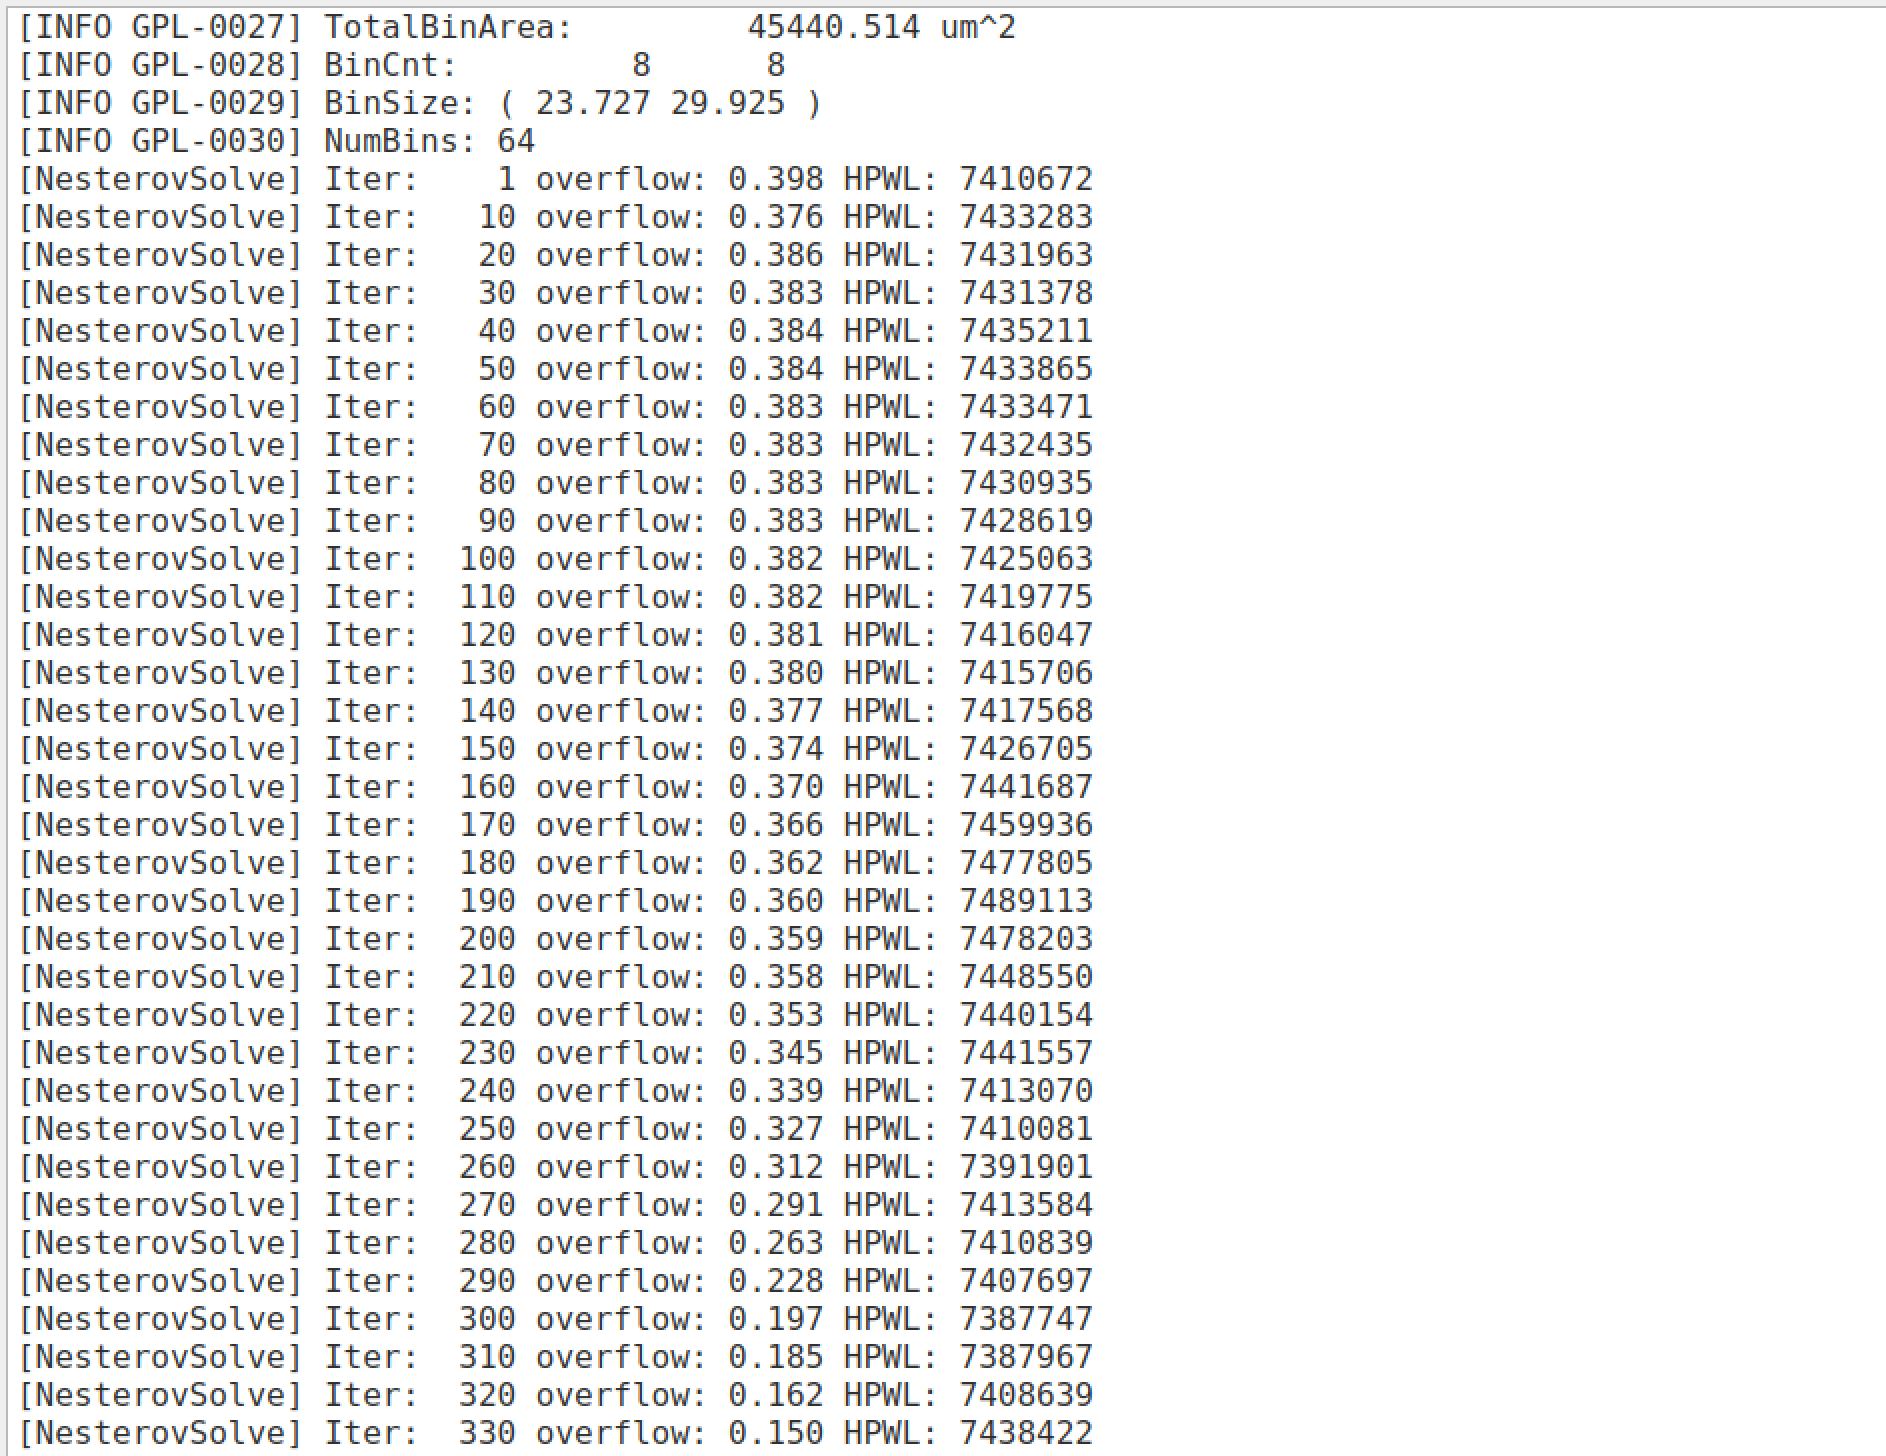 [INFO GPL-0027] TotalBinArea:         45440.514 um^2
[INFO GPL-0028] BinCnt:         8      8
[INFO GPL-0029] BinSize: ( 23.727 29.925 )
[INFO GPL-0030] NumBins: 64
[NesterovSolve] Iter:    1 overflow: 0.398 HPWL: 7410672
[NesterovSolve] Iter:   10 overflow: 0.376 HPWL: 7433283
[NesterovSolve] Iter:   20 overflow: 0.386 HPWL: 7431963
[NesterovSolve] Iter:   30 overflow: 0.383 HPWL: 7431378
[NesterovSolve] Iter:   40 overflow: 0.384 HPWL: 7435211
[NesterovSolve] Iter:   50 overflow: 0.384 HPWL: 7433865
[NesterovSolve] Iter:   60 overflow: 0.383 HPWL: 7433471
[NesterovSolve] Iter:   70 overflow: 0.383 HPWL: 7432435
[NesterovSolve] Iter:   80 overflow: 0.383 HPWL: 7430935
[NesterovSolve] Iter:   90 overflow: 0.383 HPWL: 7428619
[NesterovSolve] Iter:  100 overflow: 0.382 HPWL: 7425063
[NesterovSolve] Iter:  110 overflow: 0.382 HPWL: 7419775
[NesterovSolve] Iter:  120 overflow: 0.381 HPWL: 7416047
[NesterovSolve] Iter:  130 overflow: 0.380 HPWL: 7415706
[NesterovSolve] Iter:  140 overflow: 0.377 HPWL: 7417568
[NesterovSolve] Iter:  150 overflow: 0.374 HPWL: 7426705
[NesterovSolve] Iter:  160 overflow: 0.370 HPWL: 7441687
[NesterovSolve] Iter:  170 overflow: 0.366 HPWL: 7459936
[NesterovSolve] Iter:  180 overflow: 0.362 HPWL: 7477805
[NesterovSolve] Iter:  190 overflow: 0.360 HPWL: 7489113
[NesterovSolve] Iter:  200 overflow: 0.359 HPWL: 7478203
[NesterovSolve] Iter:  210 overflow: 0.358 HPWL: 7448550
[NesterovSolve] Iter:  220 overflow: 0.353 HPWL: 7440154
[NesterovSolve] Iter:  230 overflow: 0.345 HPWL: 7441557
[NesterovSolve] Iter:  240 overflow: 0.339 HPWL: 7413070
[NesterovSolve] Iter:  250 overflow: 0.327 HPWL: 7410081
[NesterovSolve] Iter:  260 overflow: 0.312 HPWL: 7391901
[NesterovSolve] Iter:  270 overflow: 0.291 HPWL: 7413584
[NesterovSolve] Iter:  280 overflow: 0.263 HPWL: 7410839
[NesterovSolve] Iter:  290 overflow: 0.228 HPWL: 7407697
[NesterovSolve] Iter:  300 overflow: 0.197 HPWL: 7387747
[NesterovSolve] Iter:  310 overflow: 0.185 HPWL: 7387967
[NesterovSolve] Iter:  320 overflow: 0.162 HPWL: 7408639
[NesterovSolve] Iter:  330 overflow: 0.150 HPWL: 7438422